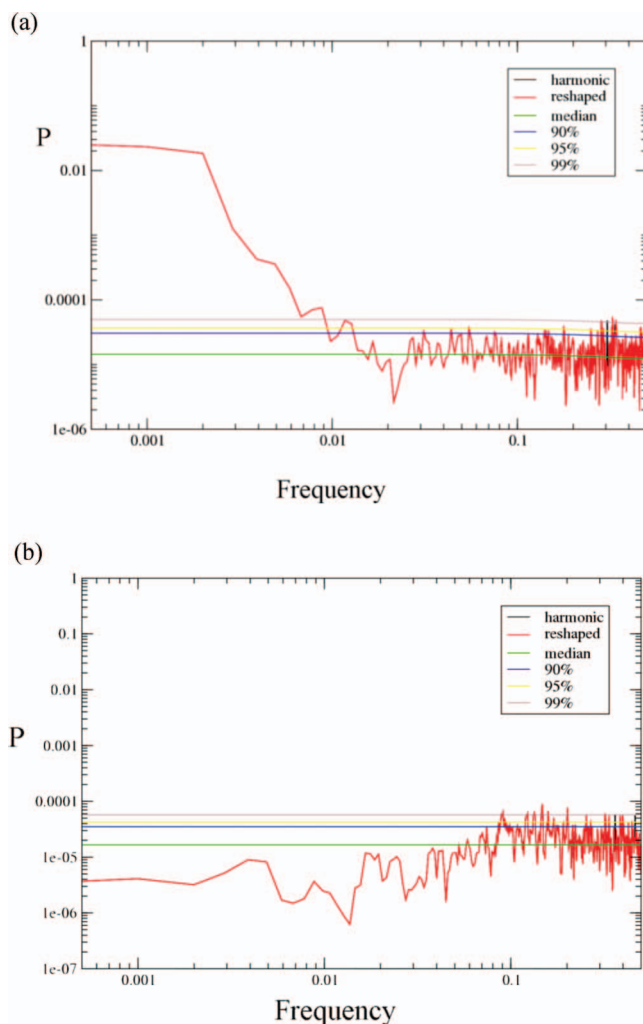 (a)
1
P
0.01
0.0001
1e-06
harmonic
reshaped
median
90%
95%
99%
0.001
0.01
0.1
Frequency
(b)
1
0.1
0.01
P
0.001
0.0001
1e-05
1e-06
1e-07
harmonic
reshaped
median
90%
95%
99%
0.001
0.01
0.1
Frequency